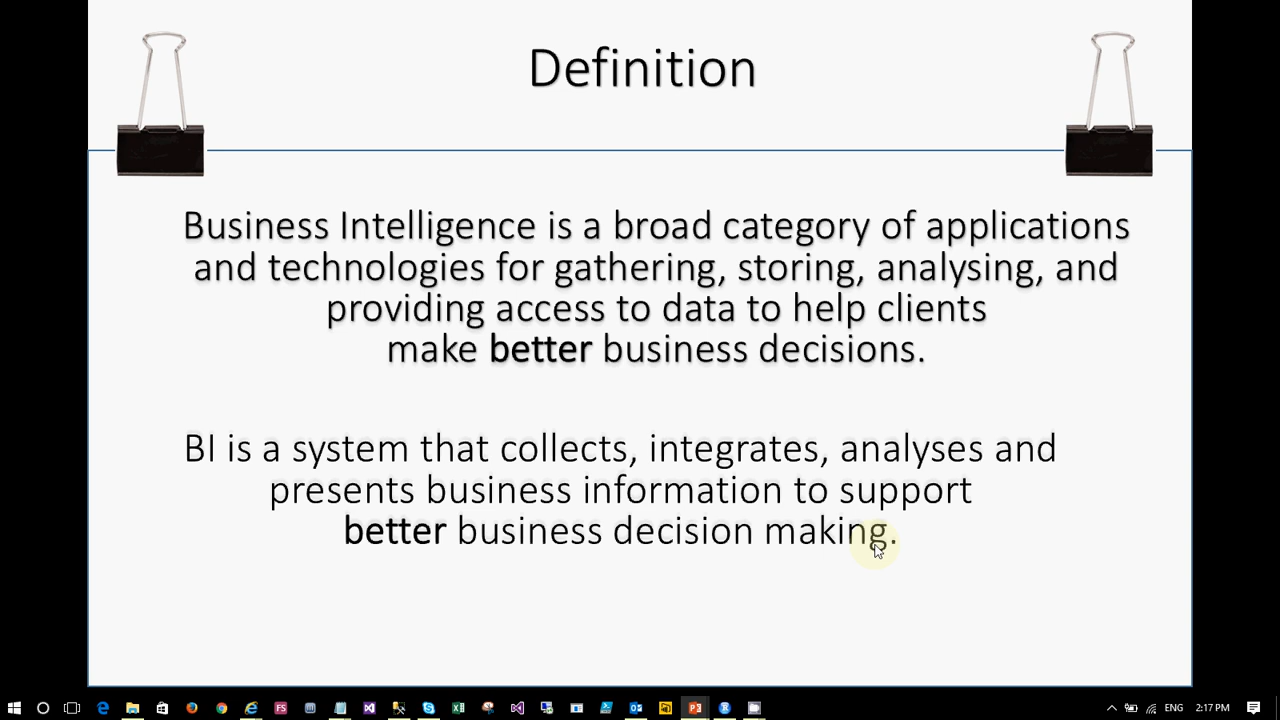 Definition
Business Intelligence is a broad category of applications
and technologies for gathering, storing, analysing, and
providing access to data to help clients
make better business decisions.
BI is a system that collects, integrates, analyses and
presents business information to support
better business decision making.
FS
ENG
2:17 PM